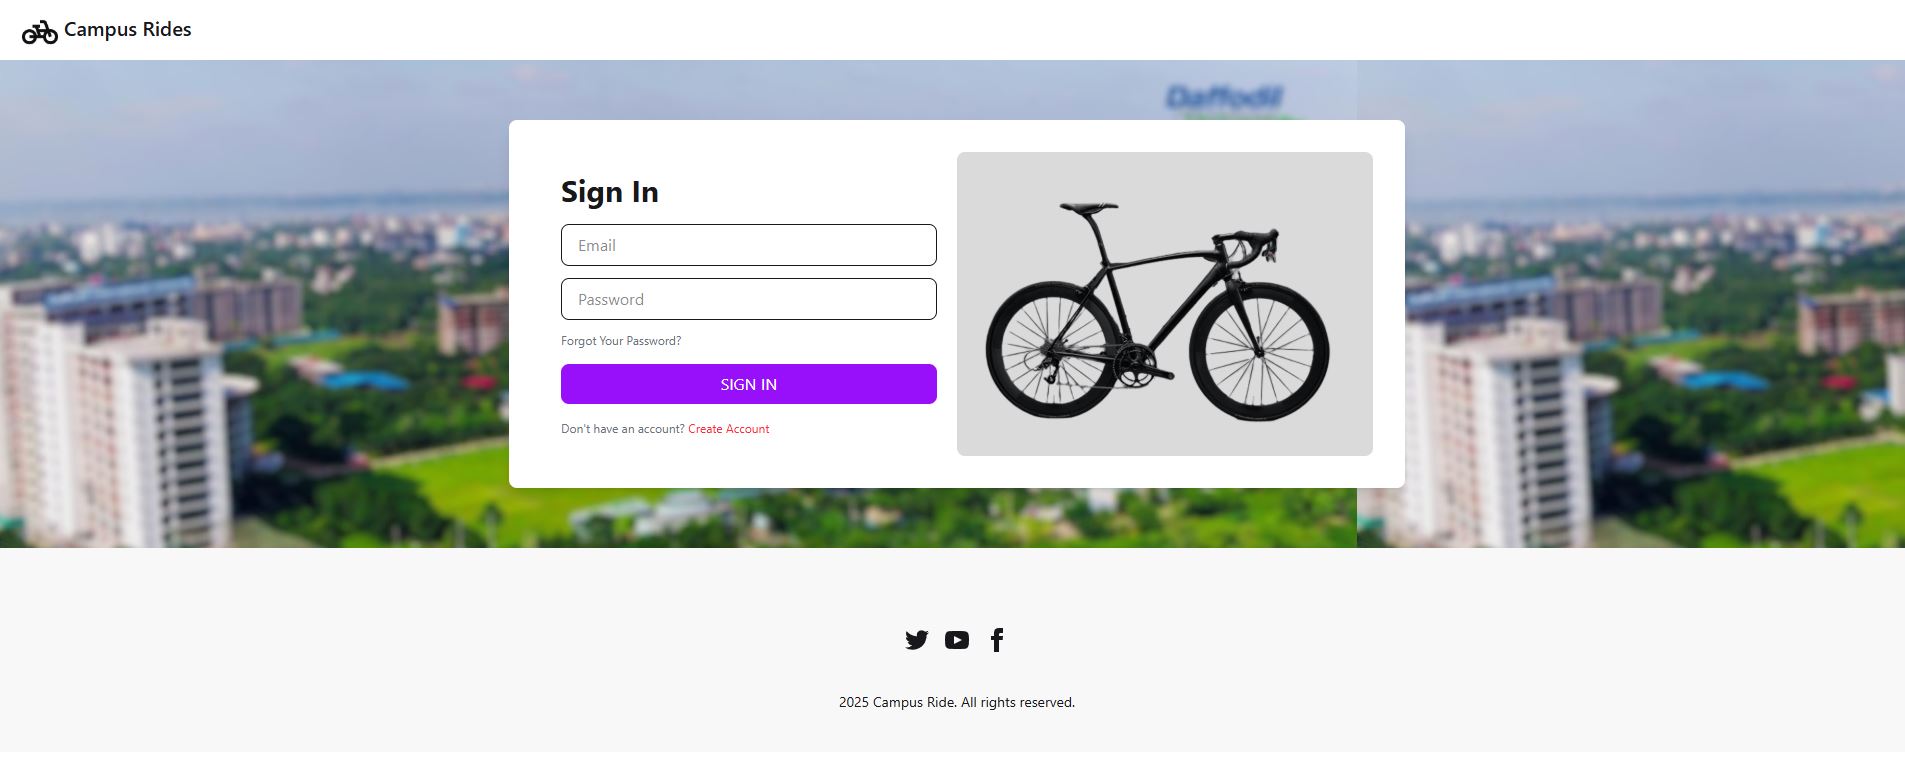 Campus Rides
Daffodil
Sign In
Email
Password
Forgot Your Password?
SIGN IN
Don't have an account? Create Account
2025 Campus Ride. All rights reserved.